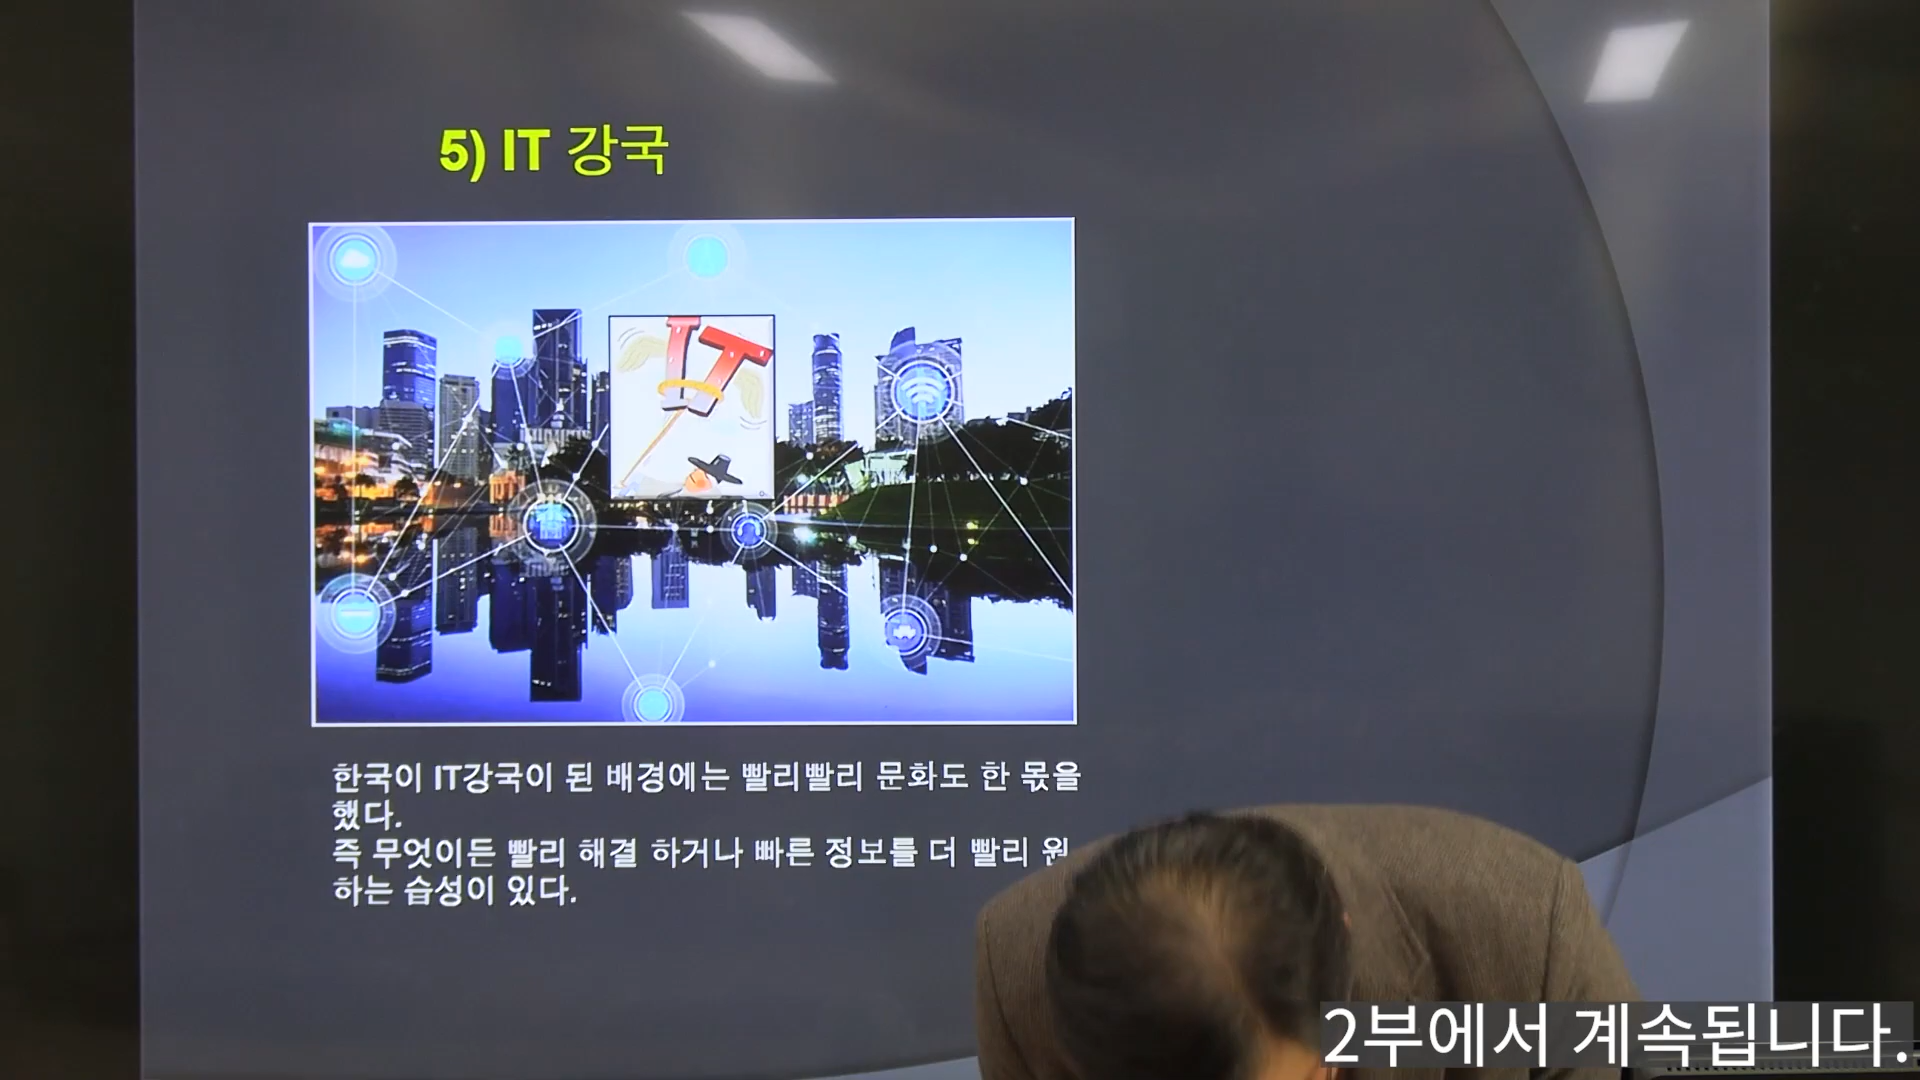 5) IT 강국
IT
한국이 IT강국이 된 배경에는 빨리빨리 문화도 한 몫을
했다.
즉 무엇이든 빨리 해결 하거나 빠른 정보를 더 빨리 원
하는 습성이 있다.
2부에서 계속됩니다.